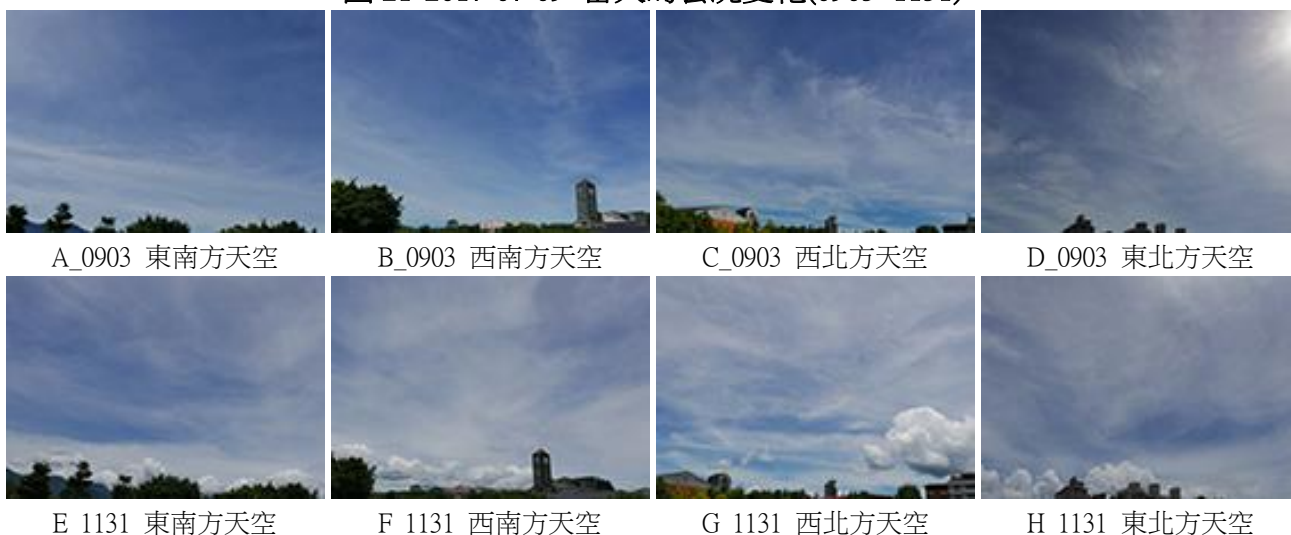 當天的雲況變化
A_0903 東南方天空 B_0903 西南方天空 C_0903 西北方天空 D_0903 東北方天空
E 1131 東南方天空 F 1131 西南方天空 G 1131 西北方天空 H 1131 東北方天空